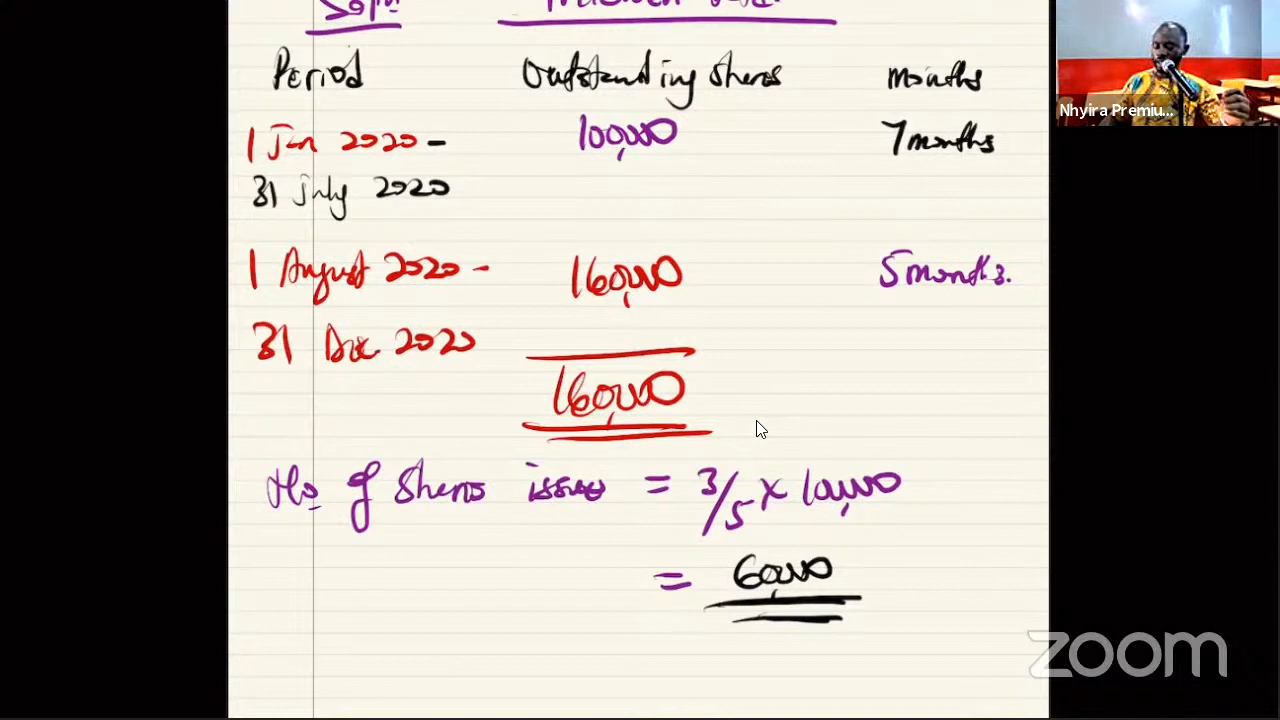 Soln
Period Outstanding shares months
1 Jan 2020 - 100,000 7 months
31 July 2020
1 August 2020 - 160,000 5 months.
31 Dec 2020
160,000
No of shares issue = 3/5 x 100,000
= 60,000
Nhyira Premiu...
zoom